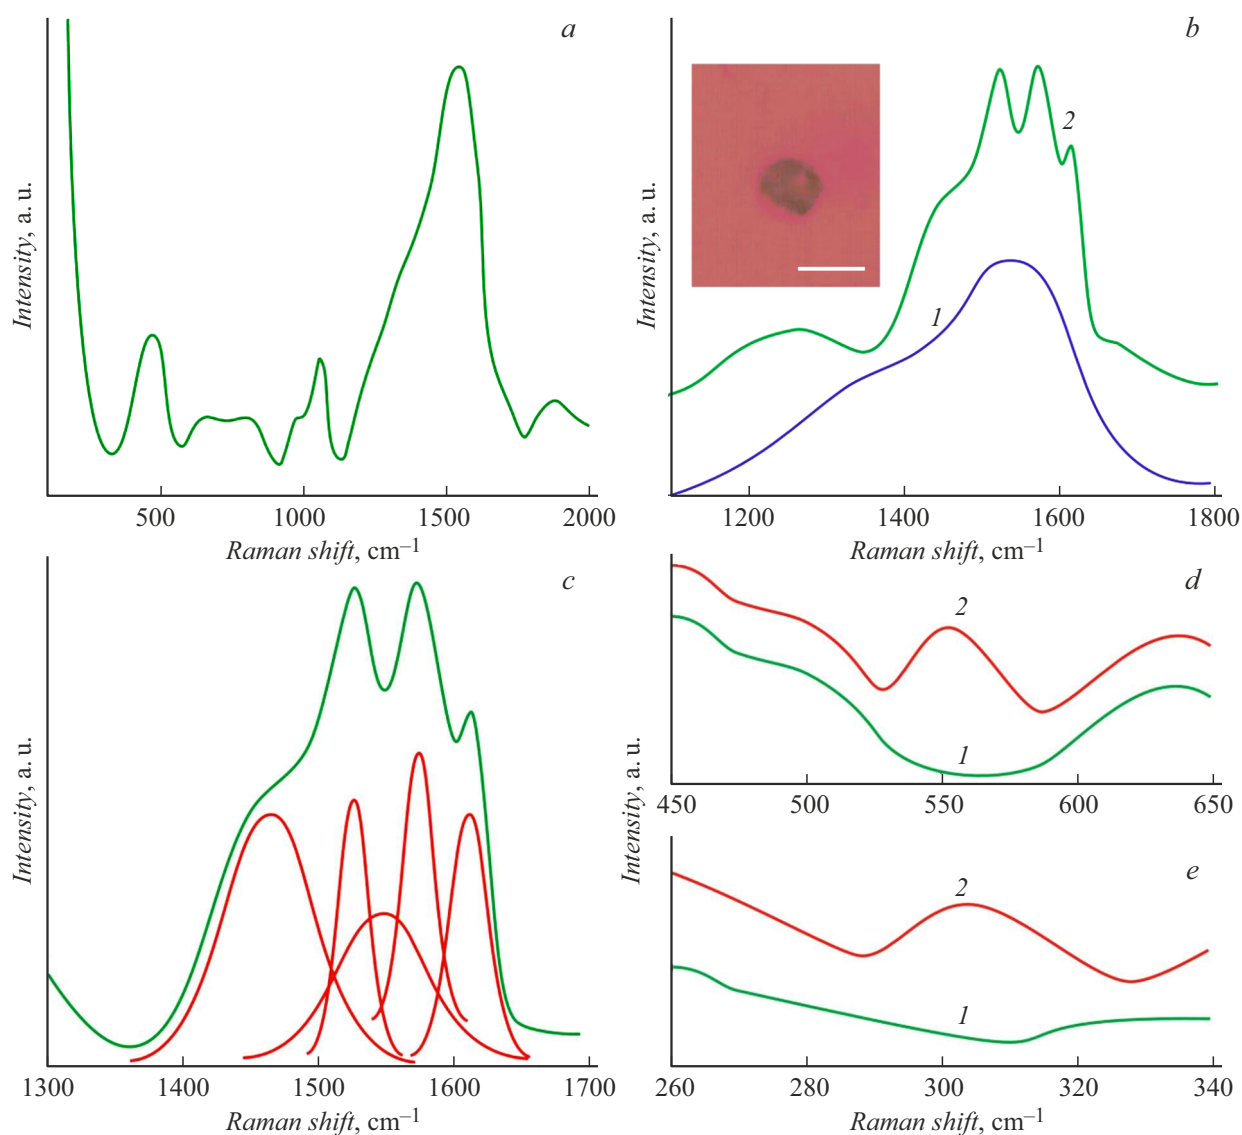 a
Intensity, a. u.
500 1000 1500 2000
Raman shift, cm–1
b
Intensity, a. u.
2
1
1200 1400 1600 1800
Raman shift, cm–1
c
Intensity, a. u.
1300 1400 1500 1600 1700
Raman shift, cm–1
d
2
1
450 500 550 600 650
Intensity, a. u.
e
2
1
260 280 300 320 340
Raman shift, cm–1